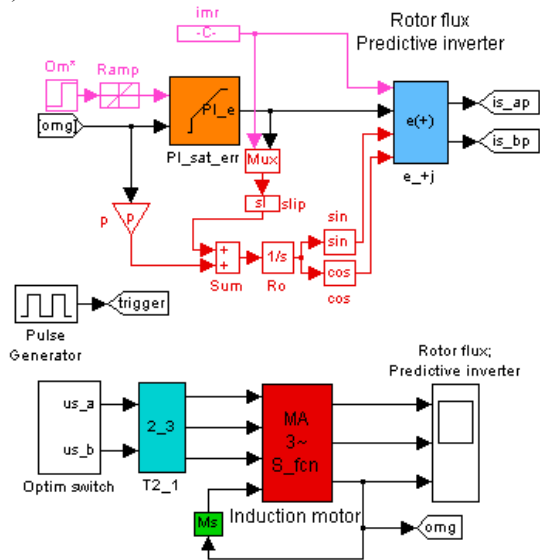 )
imr
-C-
Rotor flux
Predictive inverter
Om*
Ramp
omg
PI_e
PI_sat_err
e(+)
e_+j
is_ap
is_bp
Mux
sl
slip
p
p
+
+
Sum
1/s
Ro
sin
sin
cos
cos
trigger
Pulse
Generator
Rotor flux;
Predictive inverter
us_a
us_b
Optim switch
2_3
T2_1
MA
3~
S_fcn
Ms
Induction motor
omg